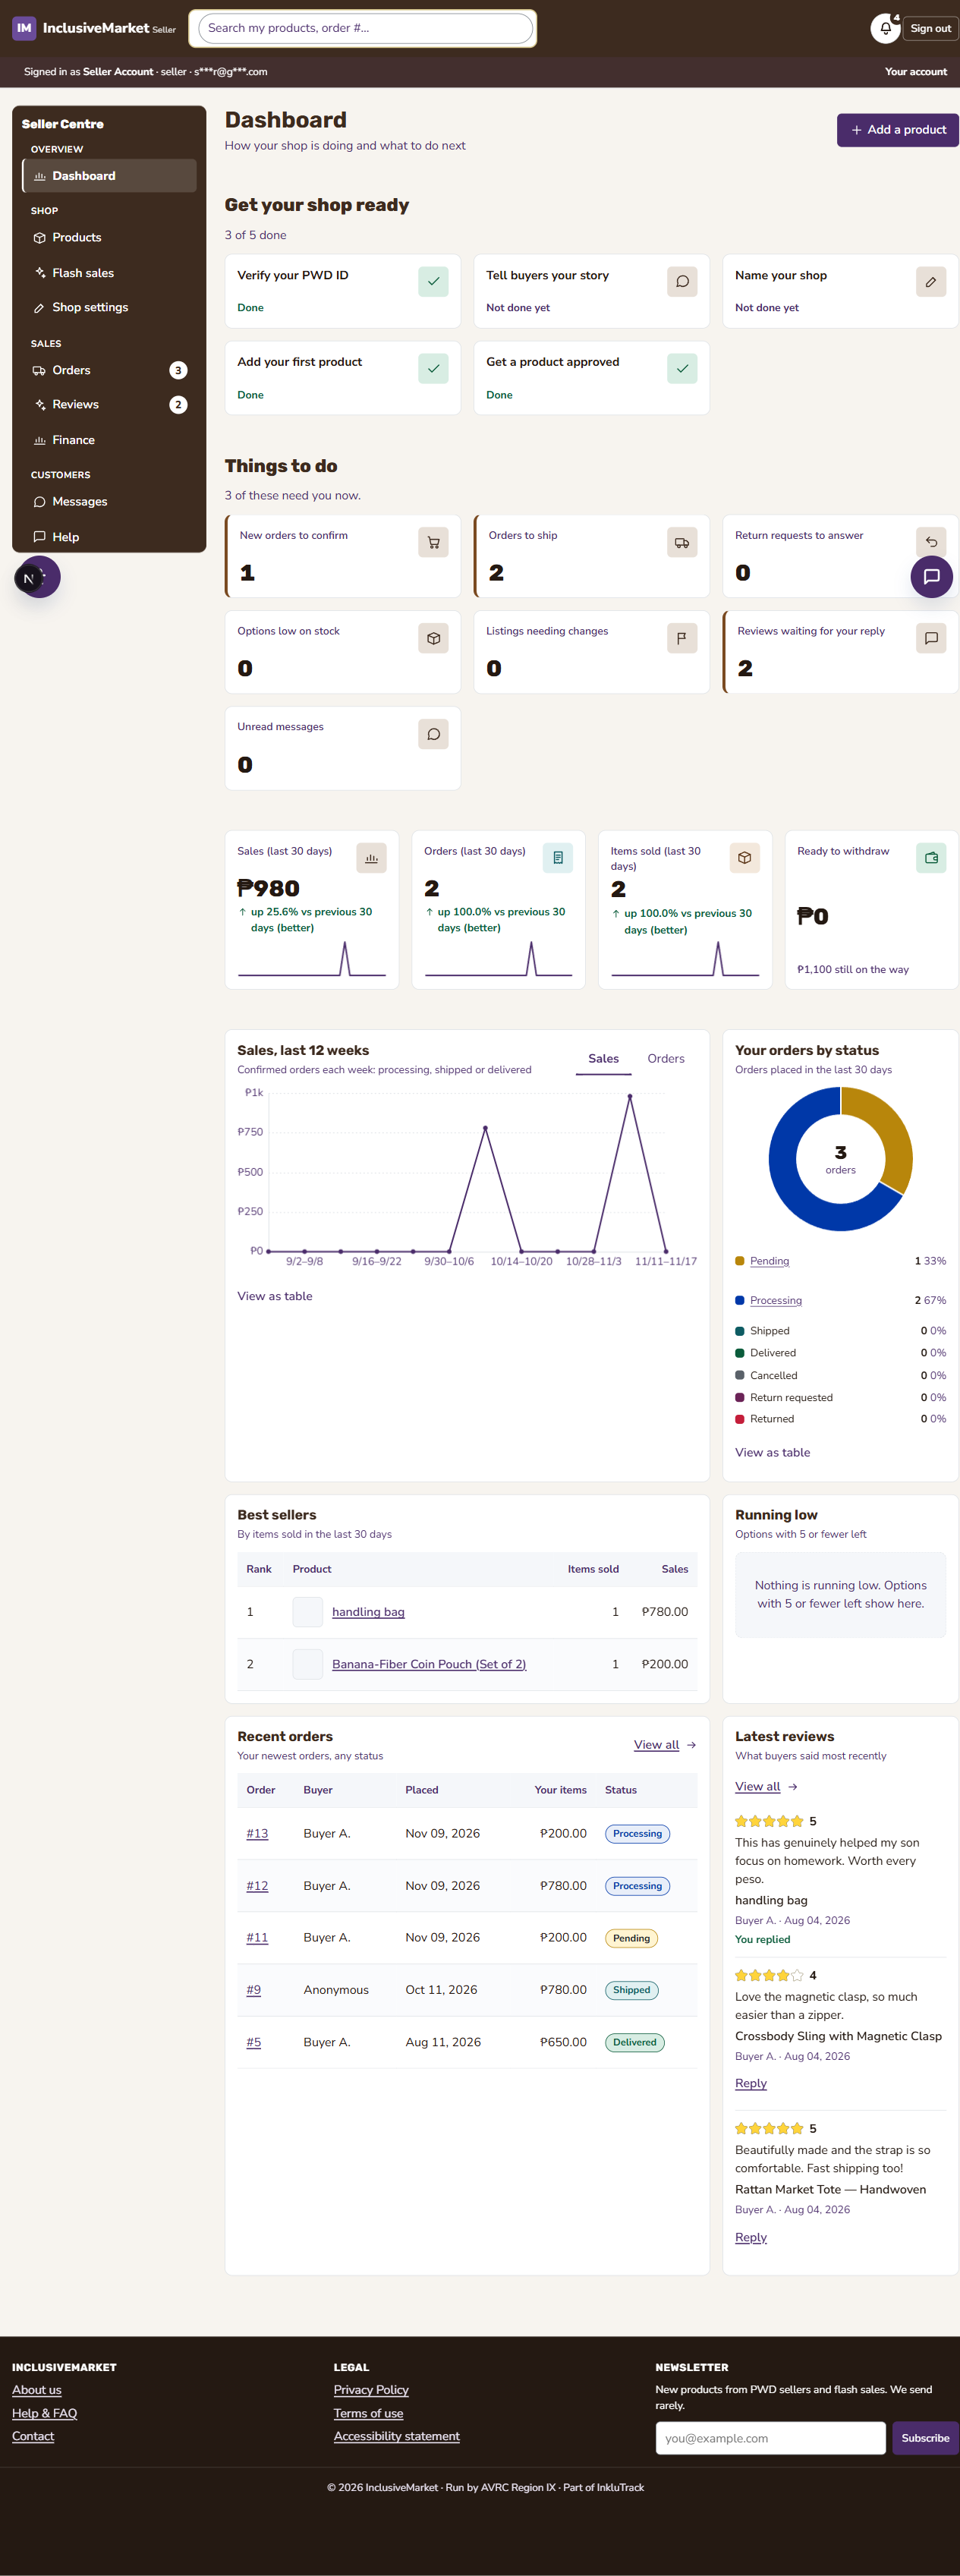 IM InclusiveMarket Seller
Search my products, order #...
4
Sign out
Signed in as Seller Account · seller · s***r@g***.com
Your account
Seller Centre
OVERVIEW
Dashboard
SHOP
Products
Flash sales
Shop settings
SALES
Orders 3
Reviews 2
Finance
CUSTOMERS
Messages
Help
N
Dashboard
How your shop is doing and what to do next
+ Add a product
Get your shop ready
3 of 5 done
Verify your PWD ID
Done
Tell buyers your story
Not done yet
Name your shop
Not done yet
Add your first product
Done
Get a product approved
Done
Things to do
3 of these need you now.
New orders to confirm
1
Orders to ship
2
Return requests to answer
0
Options low on stock
0
Listings needing changes
0
Reviews waiting for your reply
2
Unread messages
0
Sales (last 30 days)
₱980
↑ up 25.6% vs previous 30
days (better)
Orders (last 30 days)
2
↑ up 100.0% vs previous 30
days (better)
Items sold (last 30
days)
2
↑ up 100.0% vs previous 30
days (better)
Ready to withdraw
₱0
₱1,100 still on the way
Sales, last 12 weeks
Confirmed orders each week: processing, shipped or delivered
Sales Orders
₱1k
₱750
₱500
₱250
₱0
9/2–9/8 9/16–9/22 9/30–10/6 10/14–10/20 10/28–11/3 11/11–11/17
View as table
Your orders by status
Orders placed in the last 30 days
3
orders
Pending 1 33%
Processing 2 67%
Shipped 0 0%
Delivered 0 0%
Cancelled 0 0%
Return requested 0 0%
Returned 0 0%
View as table
Best sellers
By items sold in the last 30 days
Rank Product Items sold Sales
1 handling bag 1 ₱780.00
2 Banana-Fiber Coin Pouch (Set of 2) 1 ₱200.00
Running low
Options with 5 or fewer left
Nothing is running low. Options
with 5 or fewer left show here.
Recent orders
Your newest orders, any status
View all →
Order Buyer Placed Your items Status
#13 Buyer A. Nov 09, 2026 ₱200.00 Processing
#12 Buyer A. Nov 09, 2026 ₱780.00 Processing
#11 Buyer A. Nov 09, 2026 ₱200.00 Pending
#9 Anonymous Oct 11, 2026 ₱780.00 Shipped
#5 Buyer A. Aug 11, 2026 ₱650.00 Delivered
Latest reviews
What buyers said most recently
View all →
5
This has genuinely helped my son
focus on homework. Worth every
peso.
handling bag
Buyer A. · Aug 04, 2026
You replied
4
Love the magnetic clasp, so much
easier than a zipper.
Crossbody Sling with Magnetic Clasp
Buyer A. · Aug 04, 2026
Reply
5
Beautifully made and the strap is so
comfortable. Fast shipping too!
Rattan Market Tote — Handwoven
Buyer A. · Aug 04, 2026
Reply
INCLUSIVEMARKET
About us
Help & FAQ
Contact
LEGAL
Privacy Policy
Terms of use
Accessibility statement
NEWSLETTER
New products from PWD sellers and flash sales. We send
rarely.
you@example.com
Subscribe
© 2026 InclusiveMarket · Run by AVRC Region IX · Part of InkluTrack